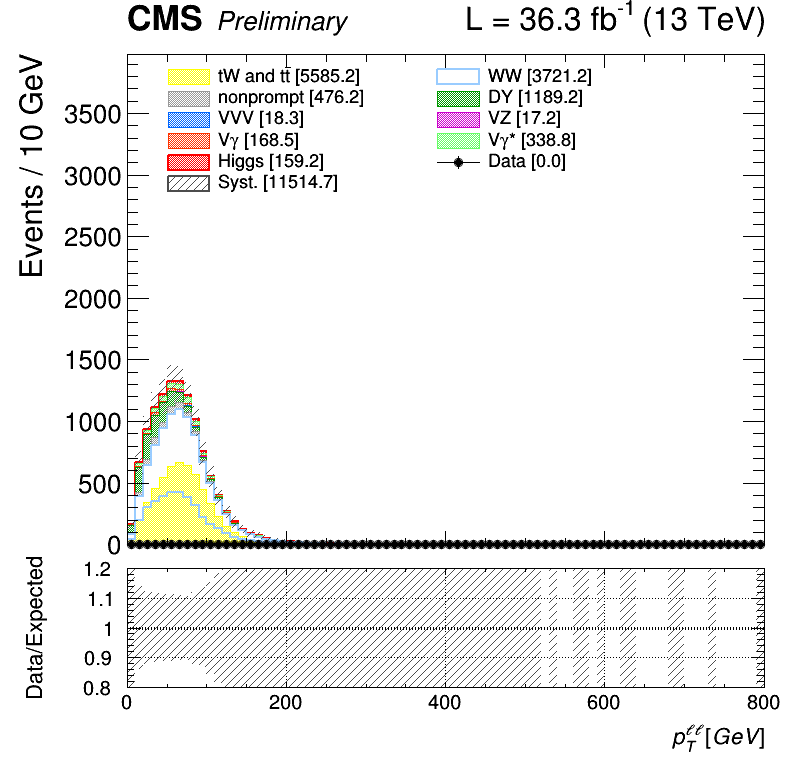 CMS Preliminary L = 36.3 fb⁻¹ (13 TeV)
Events / 10 GeV
tW and tt̄ [5585.2]
nonprompt [476.2]
VVV [18.3]
Vγ [168.5]
Higgs [159.2]
Syst. [11514.7]
WW [3721.2]
DY [1189.2]
VZ [17.2]
Vγ* [338.8]
Data [0.0]
3500
3000
2500
2000
1500
1000
500
0
Data/Expected
1.2
1.1
1
0.9
0.8
0 200 400 600 800
p_T^{ℓℓ} [GeV]